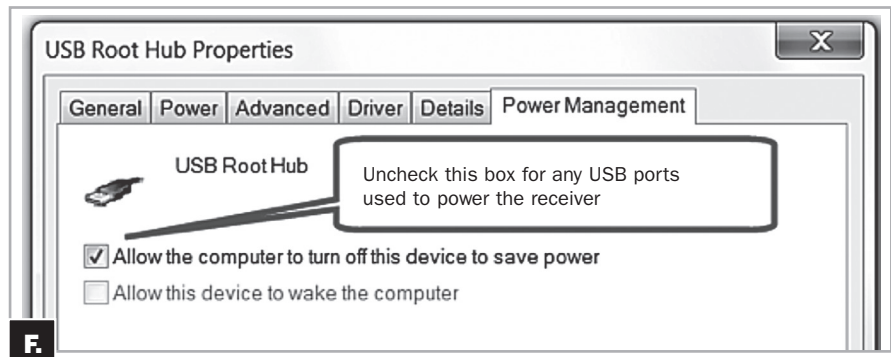 USB Root Hub Properties
X
General Power Advanced Driver Details Power Management
USB Root Hub
Uncheck this box for any USB ports
used to power the receiver
Allow the computer to turn off this device to save power
Allow this device to wake the computer
F.